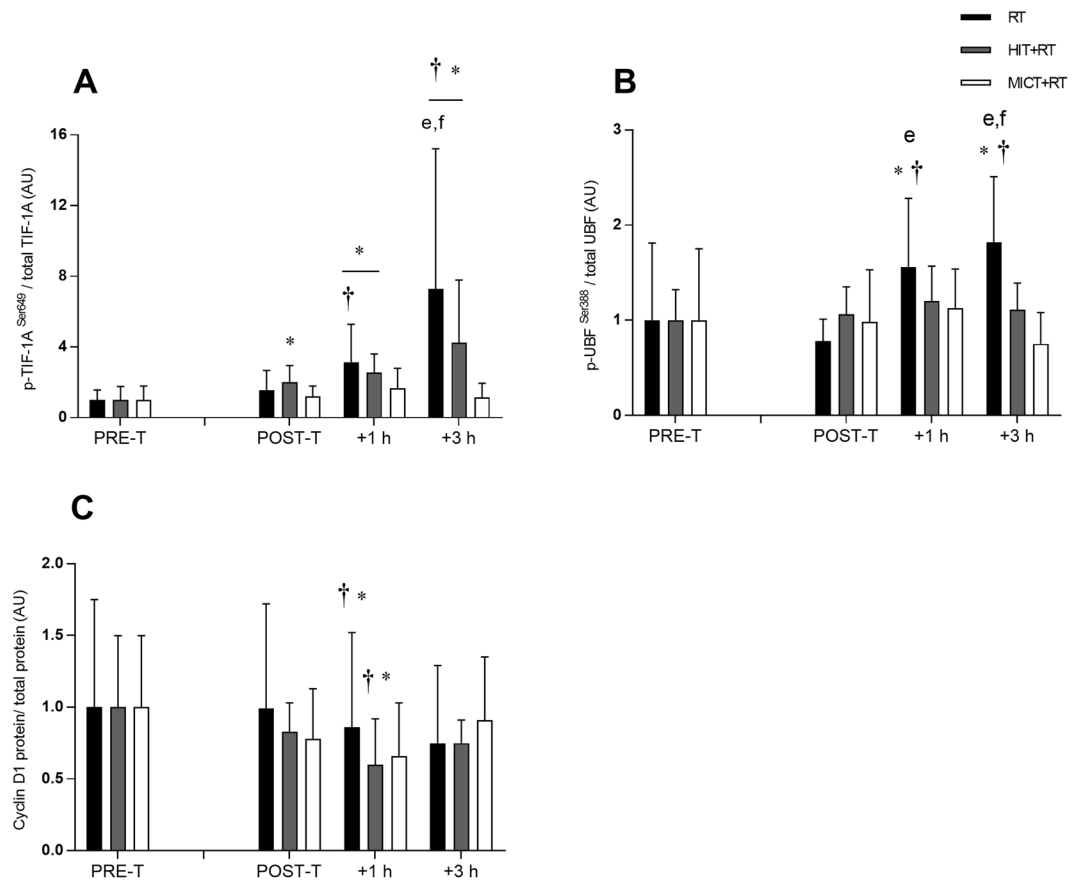 RT
HIT+RT
MICT+RT
A
† *
e,f
*
†
*
16
12
8
4
0
p-TIF-1A Ser649 / total TIF-1A (AU)
PRE-T POST-T +1 h +3 h
B
e
* †
e,f
* †
3
2
1
0
p-UBF Ser388 / total UBF (AU)
PRE-T POST-T +1 h +3 h
C
† *
† *
2.0
1.5
1.0
0.5
0.0
Cyclin D1 protein/ total protein (AU)
PRE-T POST-T +1 h +3 h